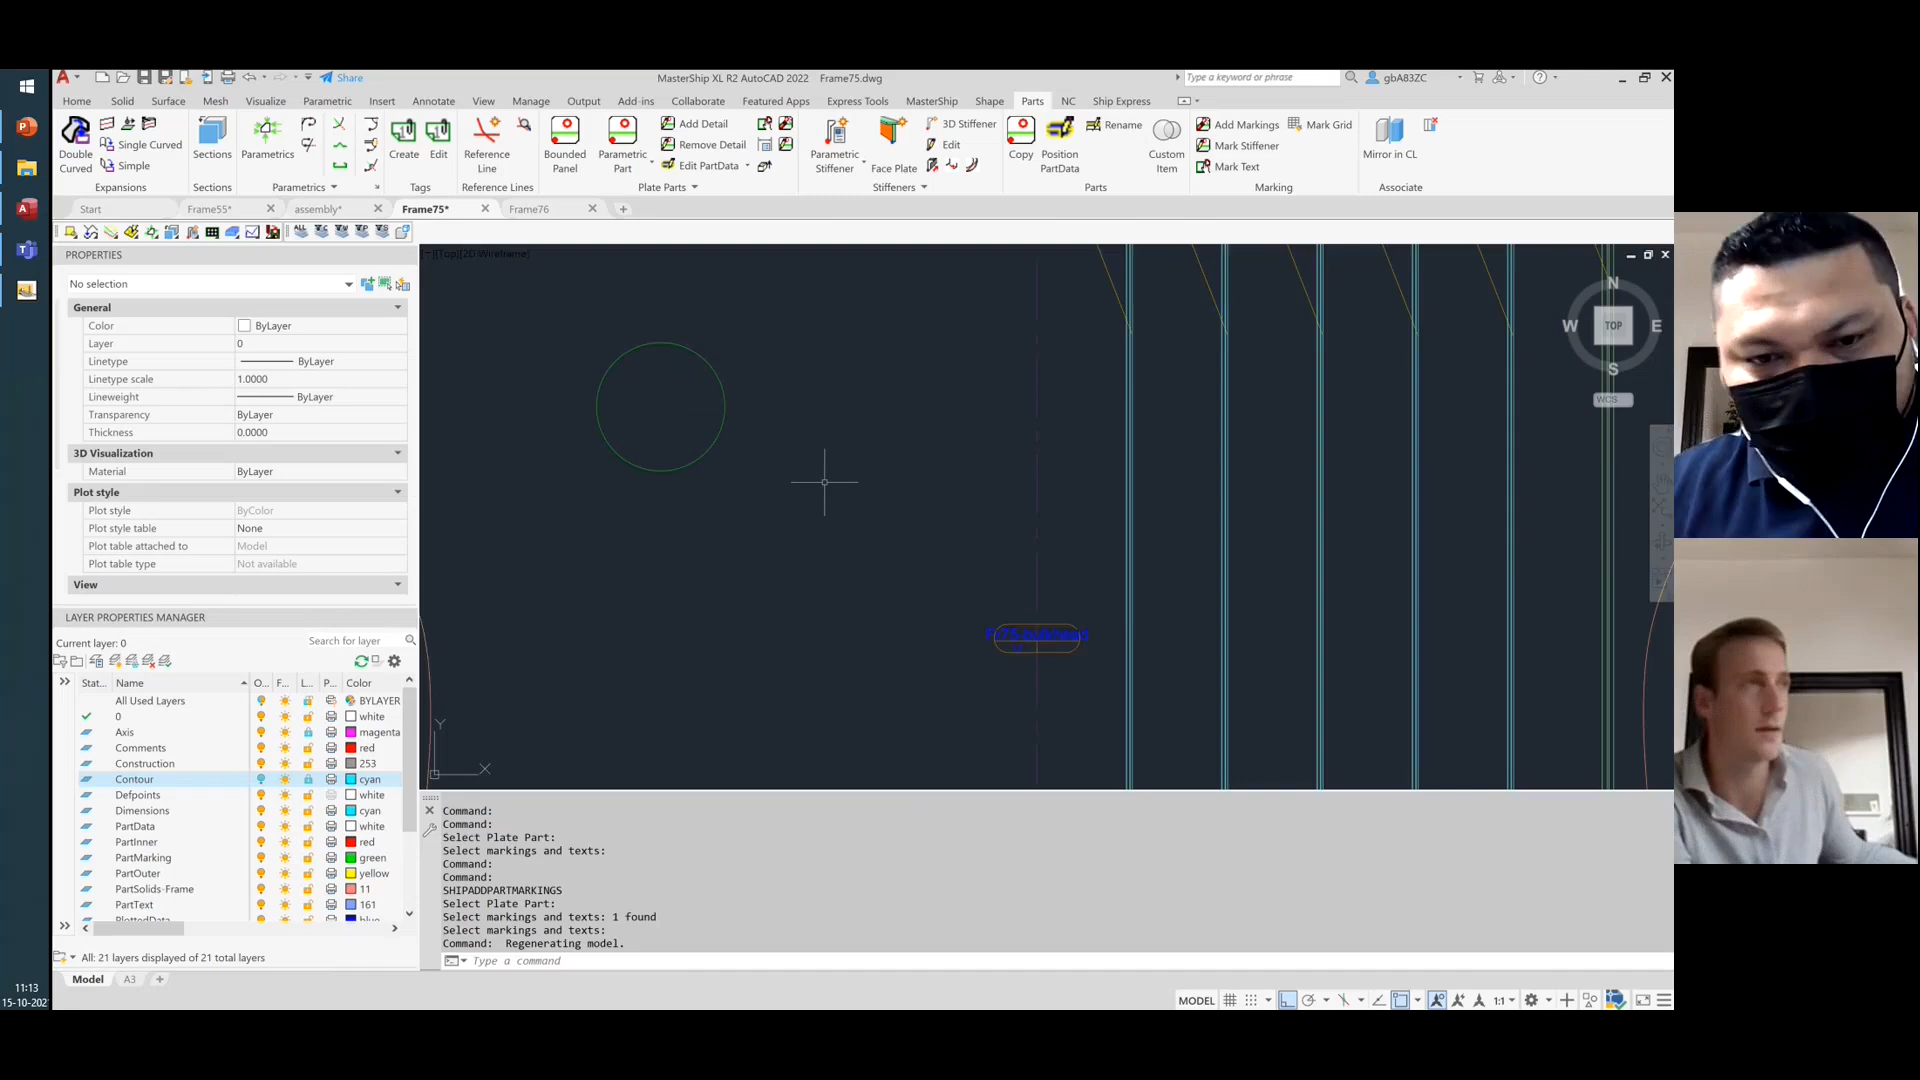 Share
MasterShip XL R2 AutoCAD 2022 Frame75.dwg
Type a keyword or phrase
gbA83ZC
Home Solid Surface Mesh Visualize Parametric Insert Annotate View Manage Output Add-ins Collaborate Featured Apps Express Tools MasterShip Shape Parts NC Ship Express
Double Curved
Single Curved
Simple
Sections
Parametrics
Create
Edit
Reference Line
Bounded Panel
Parametric Part
Add Detail
Remove Detail
Edit PartData
Parametric Stiffener
Face Plate
3D Stiffener
Edit
Copy
Position PartData
Rename
Custom Item
Add Markings
Mark Stiffener
Mark Text
Mark Grid
Mirror in CL
Expansions Sections Parametrics Tags Reference Lines Plate Parts Stiffeners Parts Marking Associate
Start Frame55* assembly* Frame75* Frame76
PROPERTIES
No selection
General
Color ByLayer
Layer 0
Linetype ByLayer
Linetype scale 1.0000
Lineweight ByLayer
Transparency ByLayer
Thickness 0.0000
3D Visualization
Material ByLayer
Plot style
Plot style ByColor
Plot style table None
Plot table attached to Model
Plot table type Not available
View
LAYER PROPERTIES MANAGER
Current layer: 0
Search for layer
Stat... Name O... F... L... P... Color
All Used Layers BYLAYER
0 white
Axis magenta
Comments red
Construction 253
Contour cyan
Defpoints white
Dimensions cyan
PartData white
PartInner red
PartMarking green
PartOuter yellow
PartSolids-Frame 11
PartText 161
PlottedData blue
All: 21 layers displayed of 21 total layers
Model A3
[Top][2D Wireframe]
N
W TOP E
S
WCS
Fr75-bulkhead
Y
X
Command:
Command:
Select Plate Part:
Select markings and texts:
Command:
Command:
SHIPADDPARTMARKINGS
Select Plate Part:
Select markings and texts: 1 found
Select markings and texts:
Command: Regenerating model.
Type a command
MODEL
1:1
11:13
15-10-202